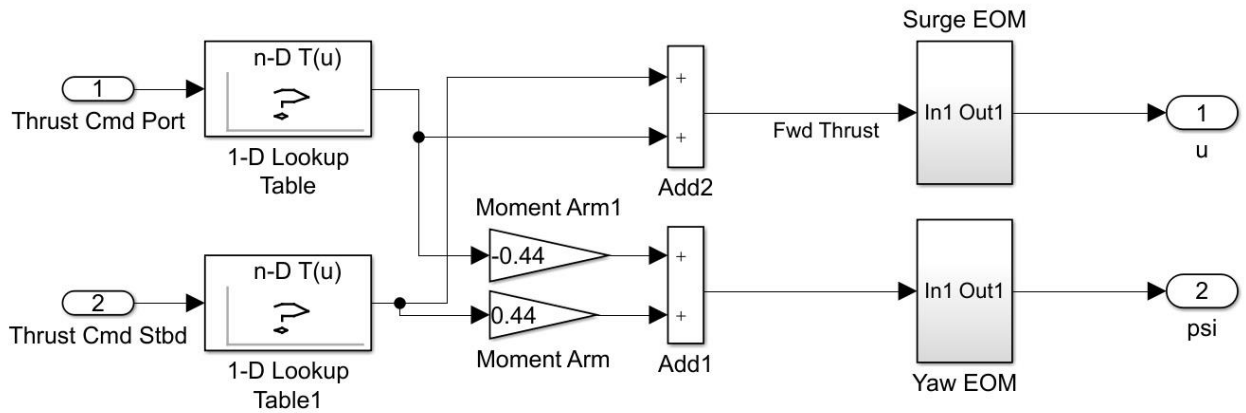 Surge EOM
n-D T(u)
1
Thrust Cmd Port
1-D Lookup
Table
+
+
Add2
Fwd Thrust
In1 Out1
1
u
Moment Arm1
-0.44
n-D T(u)
2
Thrust Cmd Stbd
1-D Lookup
Table1
0.44
Moment Arm
+
+
Add1
In1 Out1
Yaw EOM
2
psi